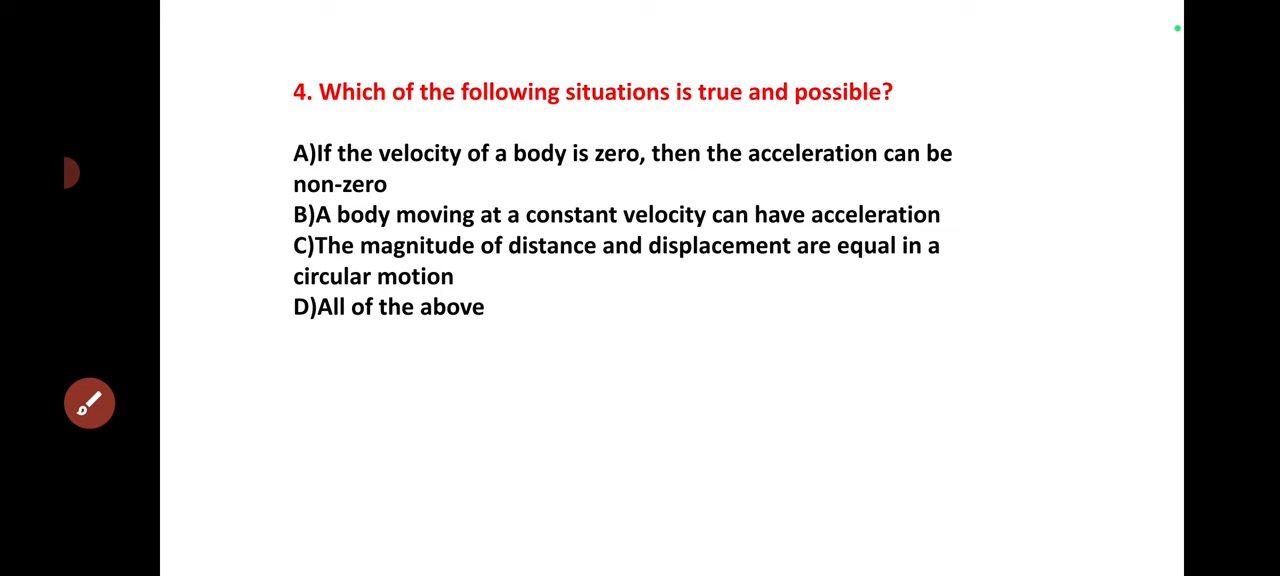 4. Which of the following situations is true and possible?
A)If the velocity of a body is zero, then the acceleration can be
non-zero
B)A body moving at a constant velocity can have acceleration
C)The magnitude of distance and displacement are equal in a
circular motion
D)All of the above